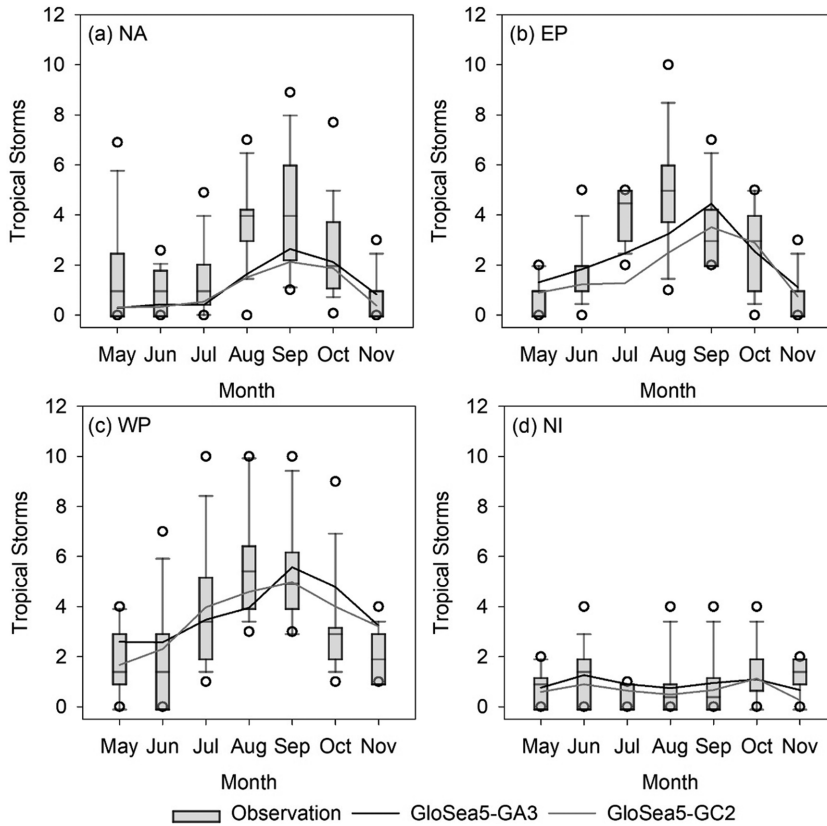 (a) NA
12
10
8
6
4
2
0
Tropical Storms
May Jun Jul Aug Sep Oct Nov
Month
(b) EP
12
10
8
6
4
2
0
Tropical Storms
May Jun Jul Aug Sep Oct Nov
Month
(c) WP
12
10
8
6
4
2
0
Tropical Storms
May Jun Jul Aug Sep Oct Nov
Month
(d) NI
12
10
8
6
4
2
0
Tropical Storms
May Jun Jul Aug Sep Oct Nov
Month
Observation GloSea5-GA3 GloSea5-GC2